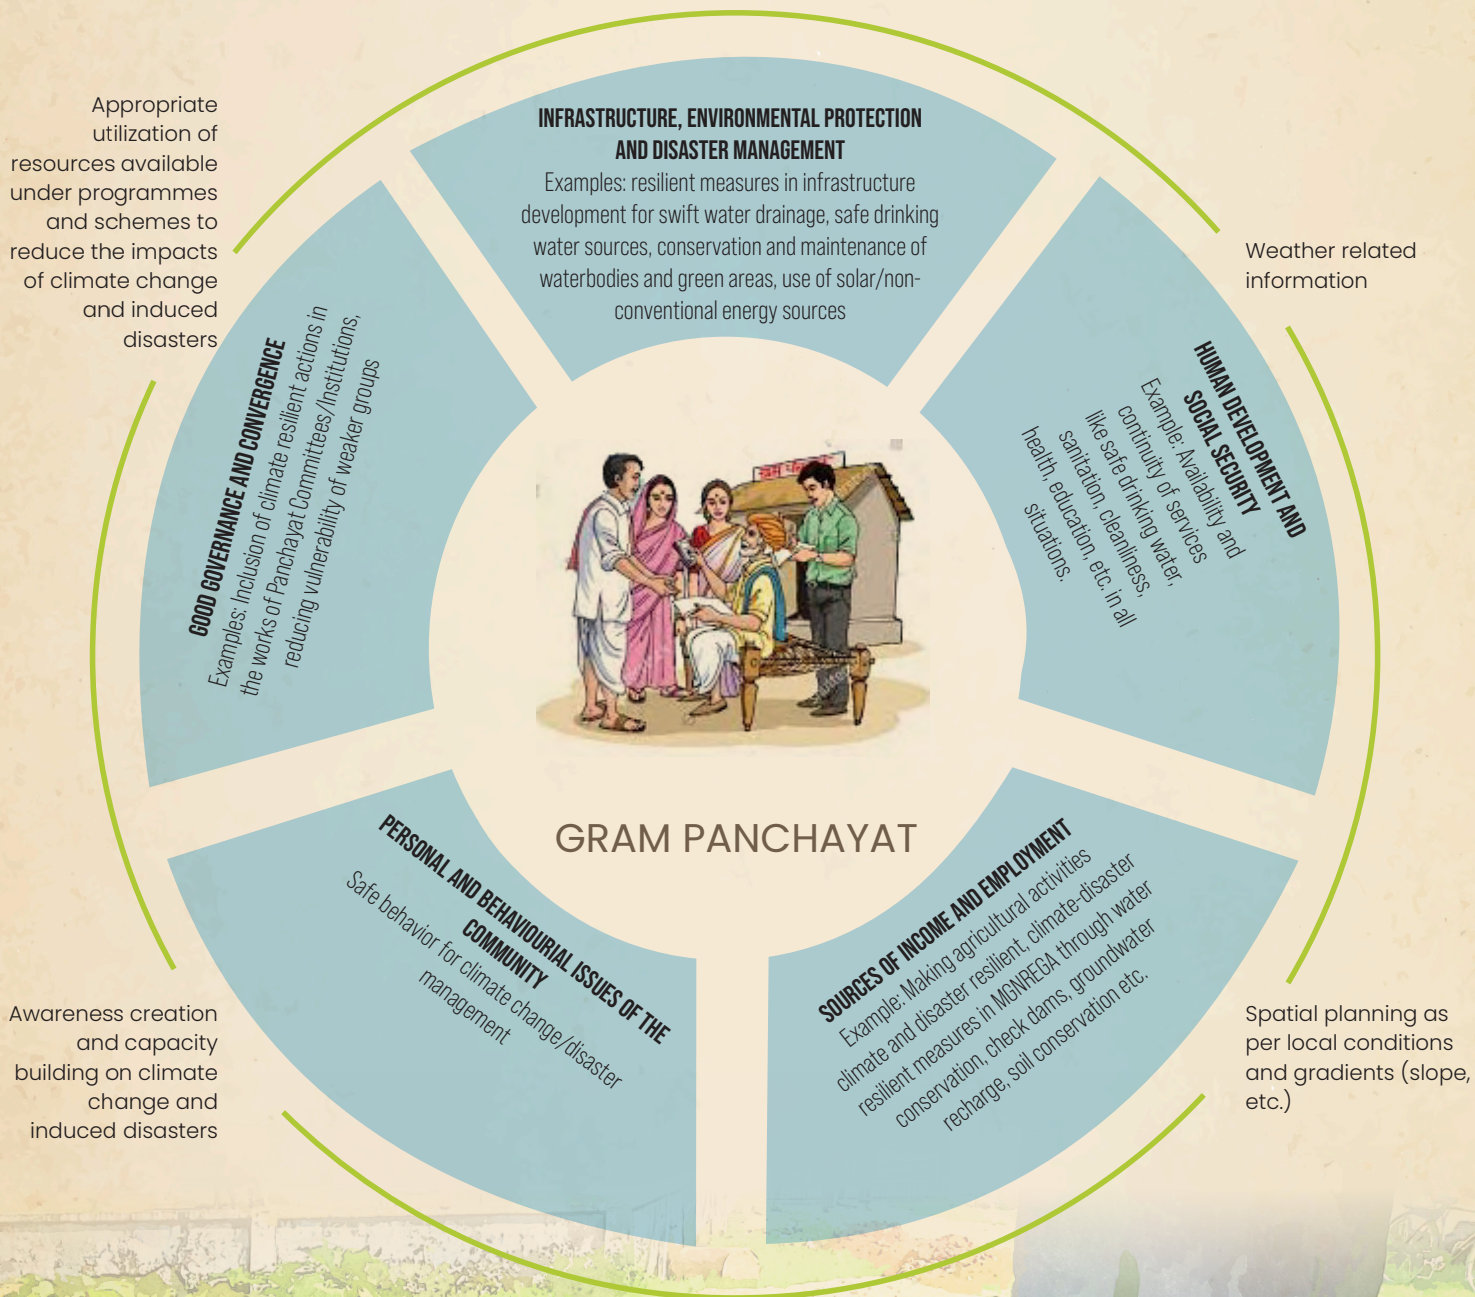 Appropriate
utilization of
resources available
under programmes
and schemes to
reduce the impacts
of climate change
and induced
disasters
INFRASTRUCTURE, ENVIRONMENTAL PROTECTION
AND DISASTER MANAGEMENT
Examples: resilient measures in infrastructure
development for swift water drainage, safe drinking
water sources, conservation and maintenance of
waterbodies and green areas, use of solar/non-
conventional energy sources
Weather related
information
HUMAN DEVELOPMENT AND
SOCIAL SECURITY
Example: Availability and
continuity of services
like safe drinking water,
sanitation, cleanliness,
health, education, etc. in all
situations.
Spatial planning as
per local conditions
and gradients (slope,
etc.)
SOURCES OF INCOME AND EMPLOYMENT
Example: Making agricultural activities
climate and disaster resilient, climate-disaster
resilient measures in MGNREGA through water
conservation, check dams, groundwater
recharge, soil conservation etc.
PERSONAL AND BEHAVIOURIAL ISSUES OF THE
COMMUNITY
Safe behavior for climate change/disaster
management
Awareness creation
and capacity
building on climate
change and
induced disasters
GOOD GOVERNANCE AND CONVERGENCE
Examples: Inclusion of climate resilient actions in
the works of Panchayat Committees/Institutions,
reducing vulnerability of weaker groups
GRAM PANCHAYAT